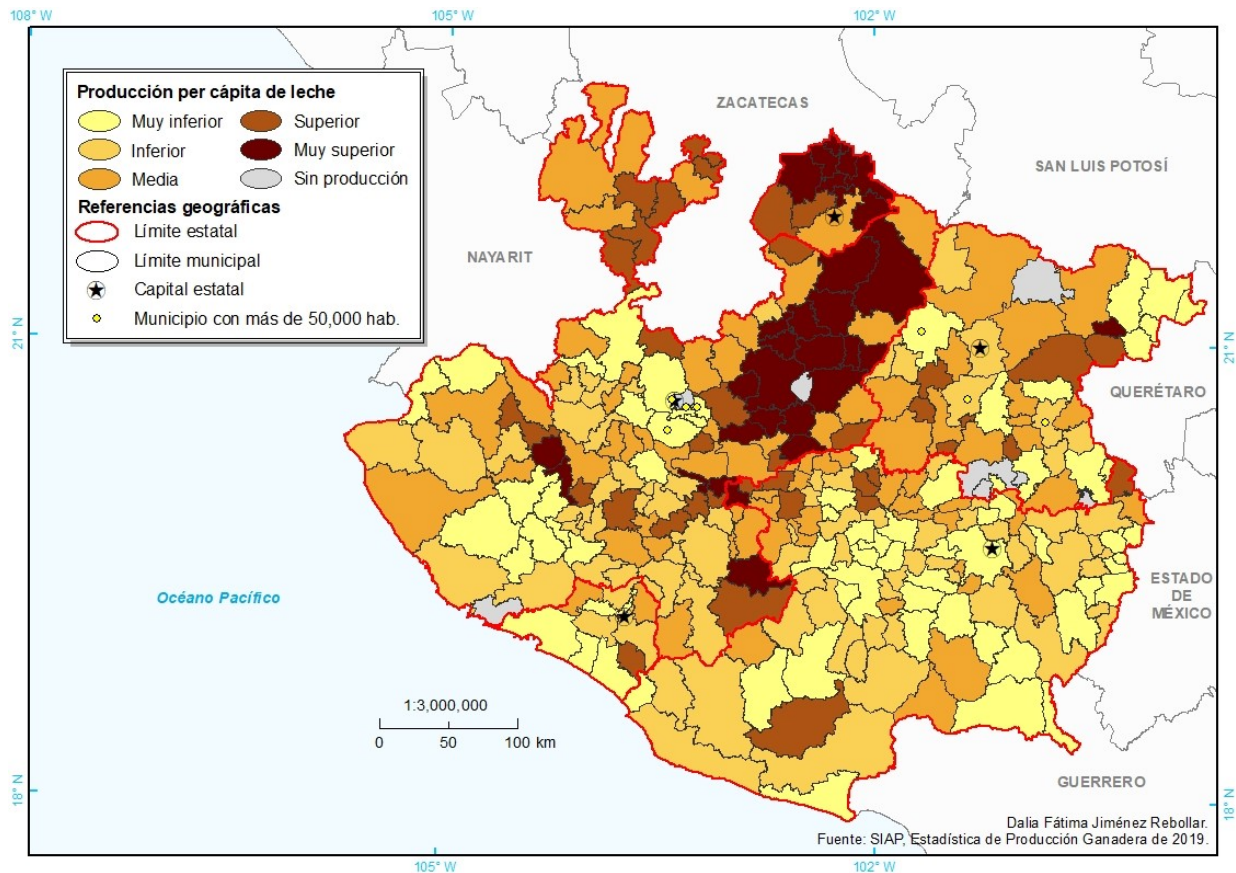 108° W
105° W
102° W
Producción per cápita de leche
Muy inferior
Superior
Inferior
Muy superior
Media
Sin producción
Referencias geográficas
Límite estatal
Límite municipal
Capital estatal
Municipio con más de 50,000 hab.
ZACATECAS
SAN LUIS POTOSÍ
NAYARIT
21° N
21° N
QUERÉTARO
Océano Pacífico
ESTADO
DE
MÉXICO
1:3,000,000
0 50 100 km
GUERRERO
18° N
18° N
Dalia Fátima Jiménez Rebollar.
Fuente: SIAP, Estadística de Producción Ganadera de 2019.
105° W
102° W